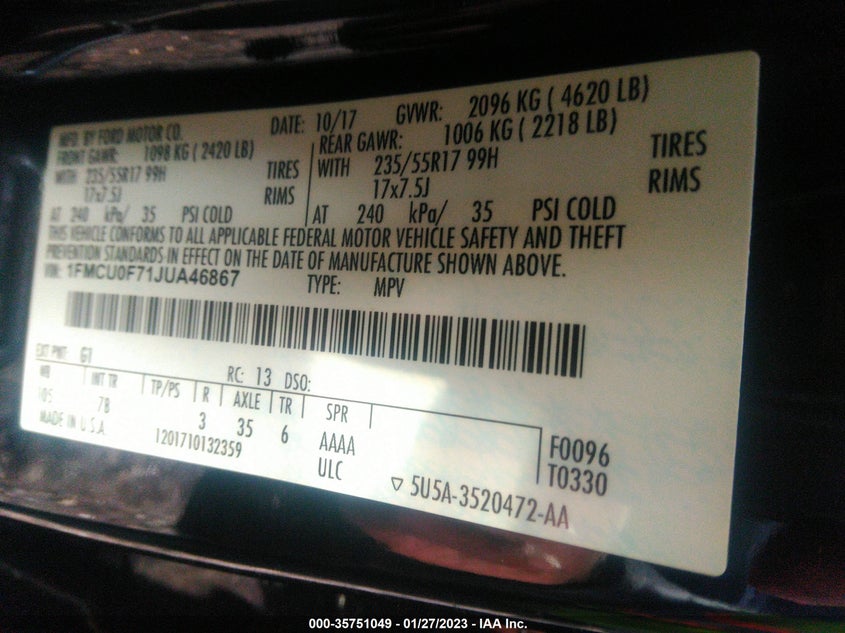 MFD. BY FORD MOTOR CO.
DATE: 10/17 GVWR: 2096 KG ( 4620 LB)
FRONT GAWR: 1098 KG ( 2420 LB)
REAR GAWR: 1006 KG ( 2218 LB)
WITH 235/55R17 99H TIRES
WITH 235/55R17 99H TIRES
17x7.5J RIMS
17x7.5J RIMS
AT 240 kPa/ 35 PSI COLD
AT 240 kPa/ 35 PSI COLD
THIS VEHICLE CONFORMS TO ALL APPLICABLE FEDERAL MOTOR VEHICLE SAFETY AND THEFT
PREVENTION STANDARDS IN EFFECT ON THE DATE OF MANUFACTURE SHOWN ABOVE.
VIN: 1FMCU0F71JUA46867
TYPE: MPV
EXT PNT: G1
RC: 13 DSO:
WB INT TR TP/PS R AXLE TR SPR
105 7B 3 35 6 AAAA
MADE IN U.S.A.
1201710132359
ULC
F0096
T0330
▽ 5U5A-3520472-AA
000-35751049 - 01/27/2023 - IAA Inc.